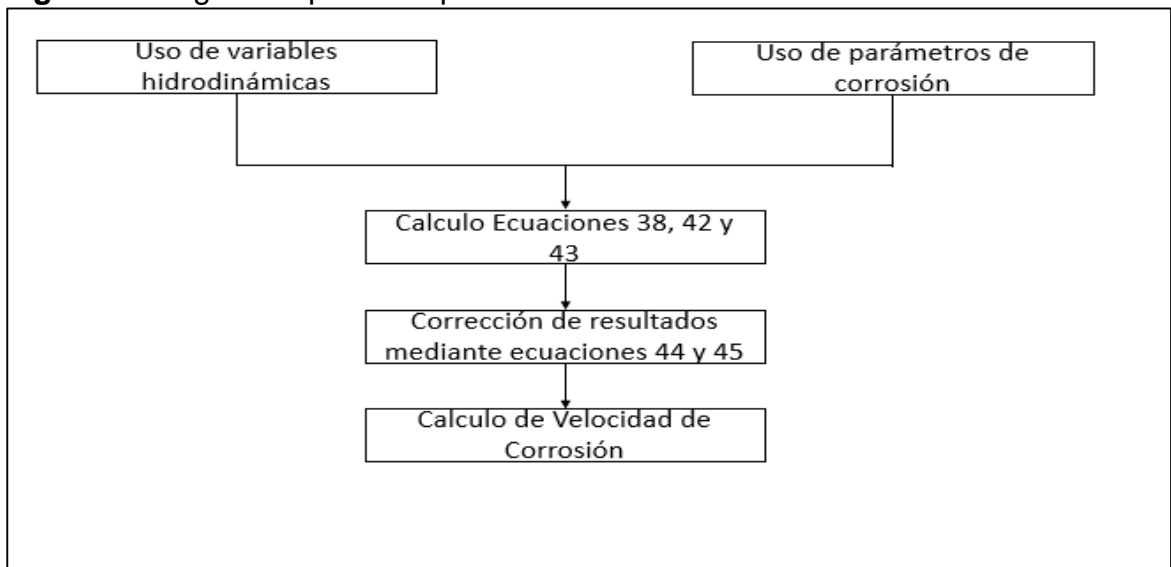 Uso de variables
hidrodinámicas
Uso de parámetros de
corrosión
Calculo Ecuaciones 38, 42 y
43
Corrección de resultados
mediante ecuaciones 44 y 45
Calculo de Velocidad de
Corrosión